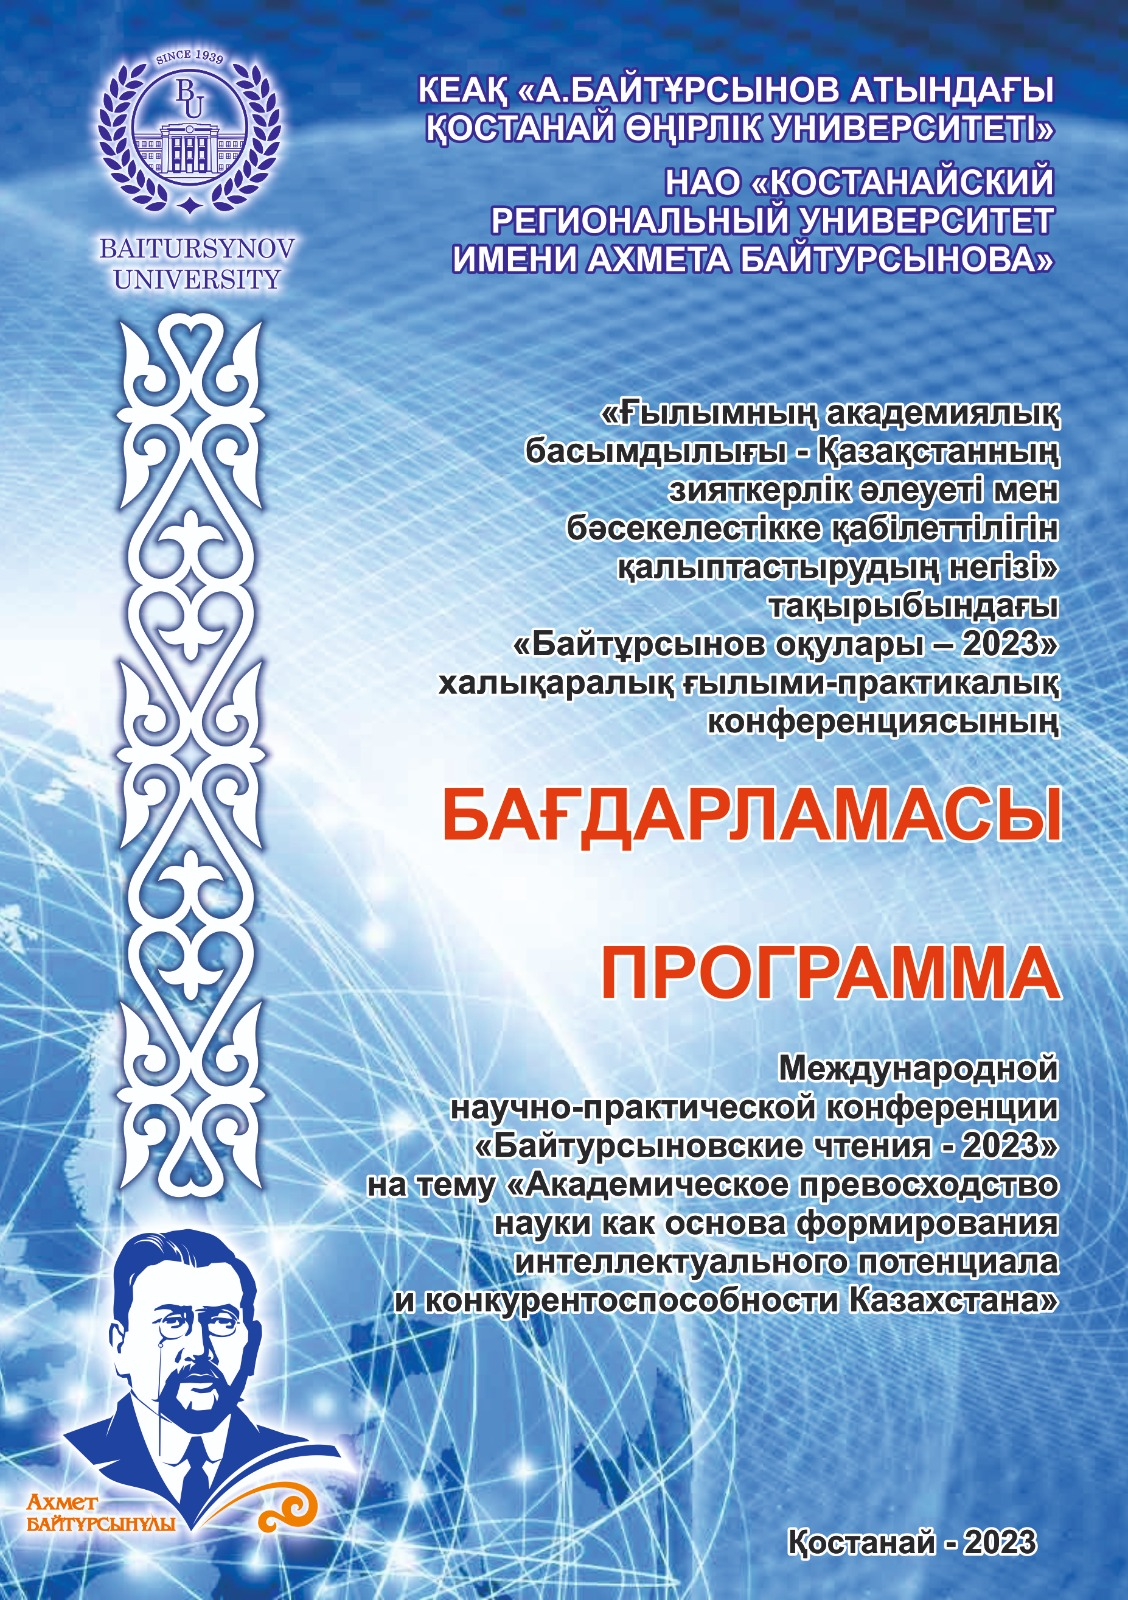 SINCE 1939
BU
BAITURSYNOV
UNIVERSITY
КЕАҚ «А.БАЙТҰРСЫНОВ АТЫНДАҒЫ
ҚОСТАНАЙ ӨҢІРЛІК УНИВЕРСИТЕТІ»
НАО «КОСТАНАЙСКИЙ
РЕГИОНАЛЬНЫЙ УНИВЕРСИТЕТ
ИМЕНИ АХМЕТА БАЙТУРСЫНОВА»
«Ғылымның академиялық
басымдылығы - Қазақстанның
зияткерлік әлеуеті мен
бәсекелестікке қабілеттілігін
қалыптастырудың негізі»
тақырыбындағы
«Байтұрсынов оқулары – 2023»
халықаралық ғылыми-практикалық
конференциясының
БАҒДАРЛАМАСЫ
ПРОГРАММА
Международной
научно-практической конференции
«Байтурсыновские чтения - 2023»
на тему «Академическое превосходство
науки как основа формирования
интеллектуального потенциала
и конкурентоспособности Казахстана»
Ахмет
БАЙТҰРСЫНҰЛЫ
Қостанай - 2023